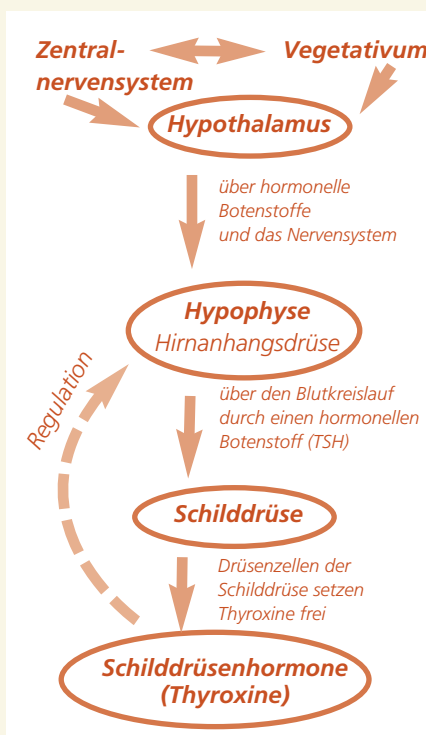 Zentral-
nervensystem
Vegetativum
Hypothalamus
über hormonelle
Botenstoffe
und das Nervensystem
Hypophyse
Hirnanhangsdrüse
Regulation
über den Blutkreislauf
durch einen hormonellen
Botenstoff (TSH)
Schilddrüse
Drüsenzellen der
Schilddrüse setzen
Thyroxine frei
Schilddrüsenhormone
(Thyroxine)